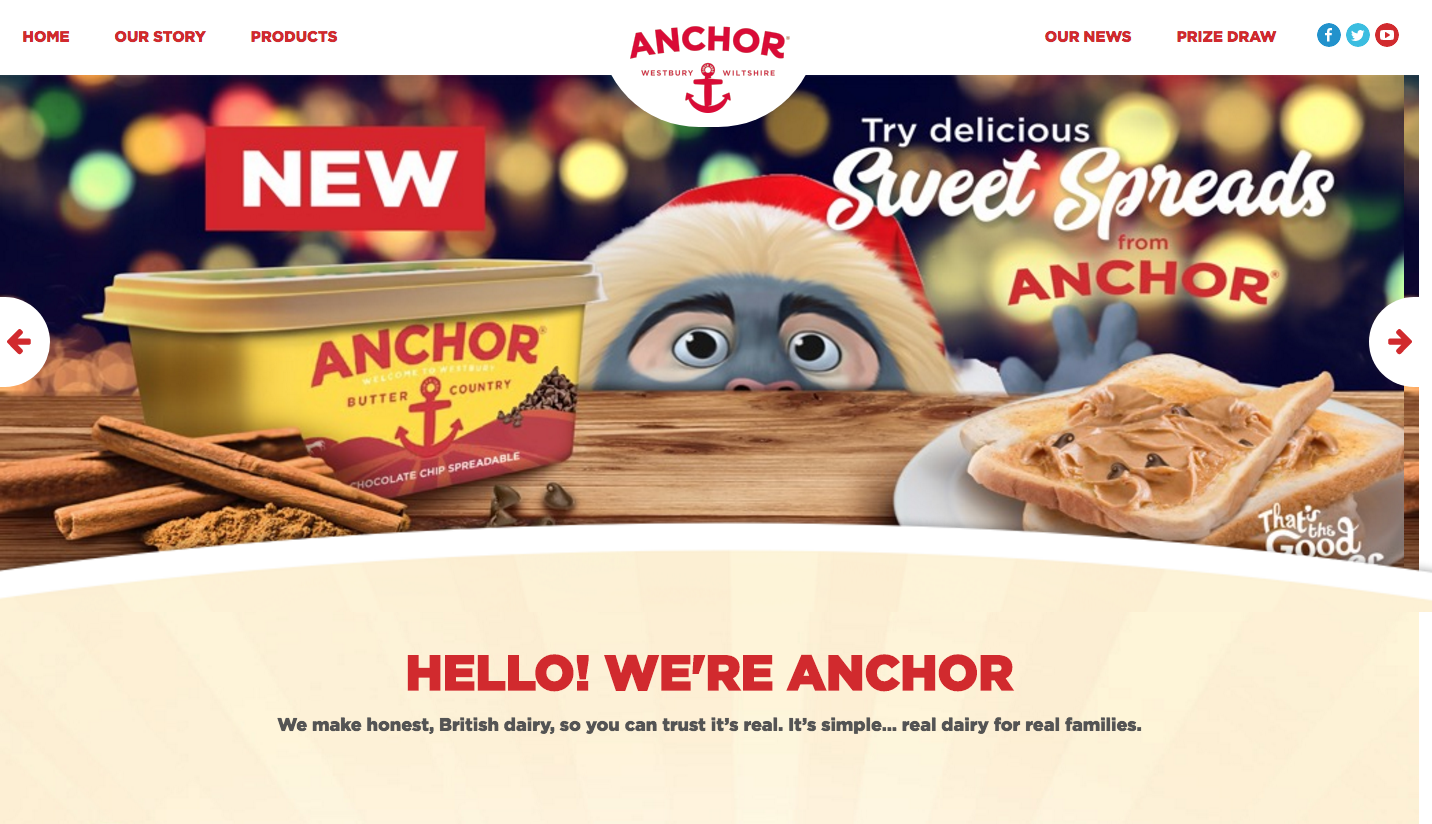 HOME
OUR STORY
PRODUCTS
ANCHOR
WESTBURY WILTSHIRE
OUR NEWS
PRIZE DRAW
NEW
Try delicious
Sweet Spreads
from
ANCHOR®
ANCHOR®
WELCOME TO WESTBURY
BUTTER COUNTRY
CHOCOLATE CHIP SPREADABLE
That's
the
Good
HELLO! WE'RE ANCHOR
We make honest, British dairy, so you can trust it's real. It's simple... real dairy for real families.